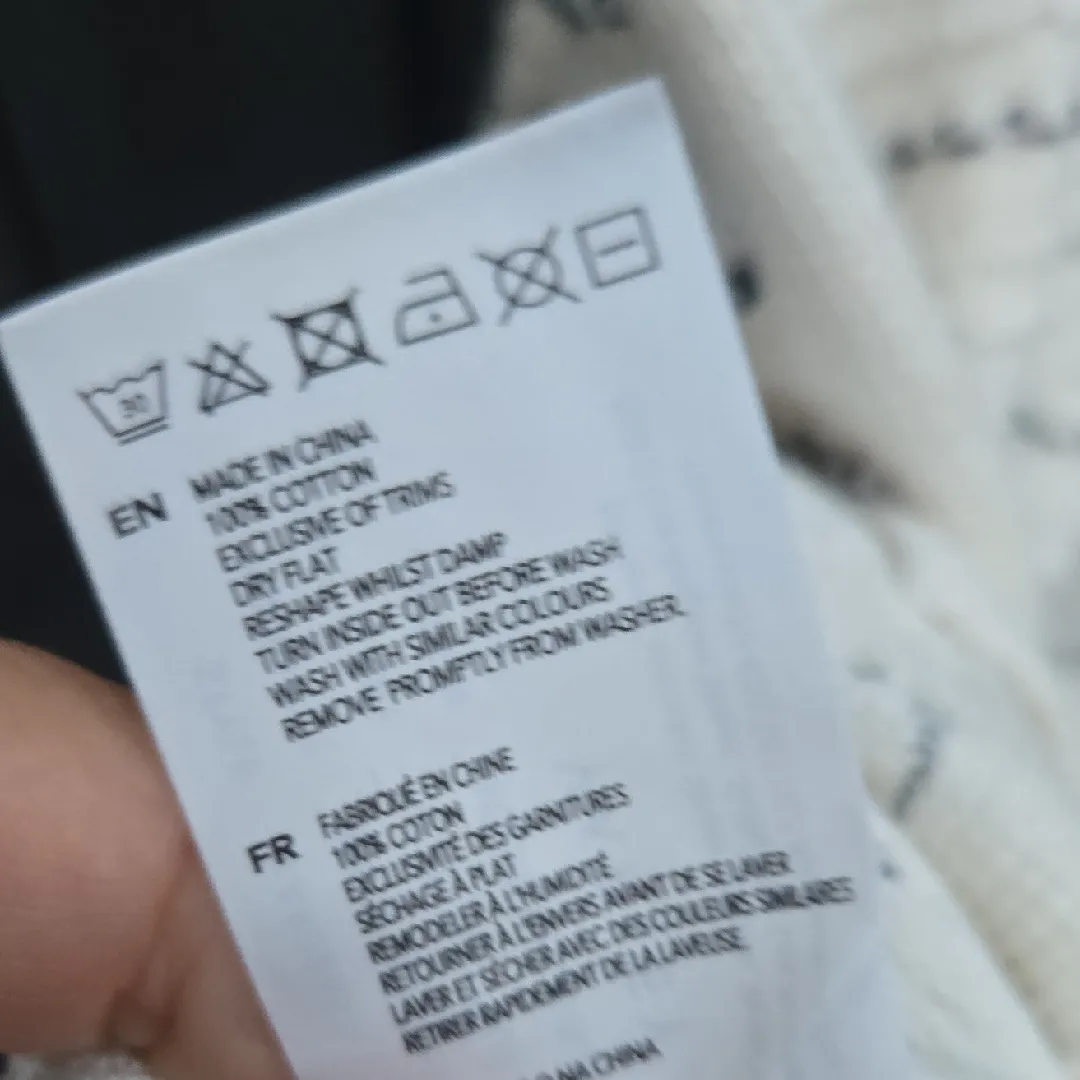 30
EN
MADE IN CHINA
100% COTTON
EXCLUSIVE OF TRIMS
DRY FLAT
RESHAPE WHILST DAMP
TURN INSIDE OUT BEFORE WASH
WASH WITH SIMILAR COLOURS
REMOVE PROMPTLY FROM WASHER.
FR
FABRIQUÉ EN CHINE
100% COTON
EXCLUSIVITÉ DES GARNITURES
SÉCHAGE À PLAT
REMODELER À L'HUMIDITÉ
RETOURNER À L'ENVERS AVANT DE SE LAVER
LAVER ET SÉCHER AVEC DES COULEURS SIMILAIRES
RETIRER RAPIDEMENT DE LA LAVEUSE.
NA CHINA